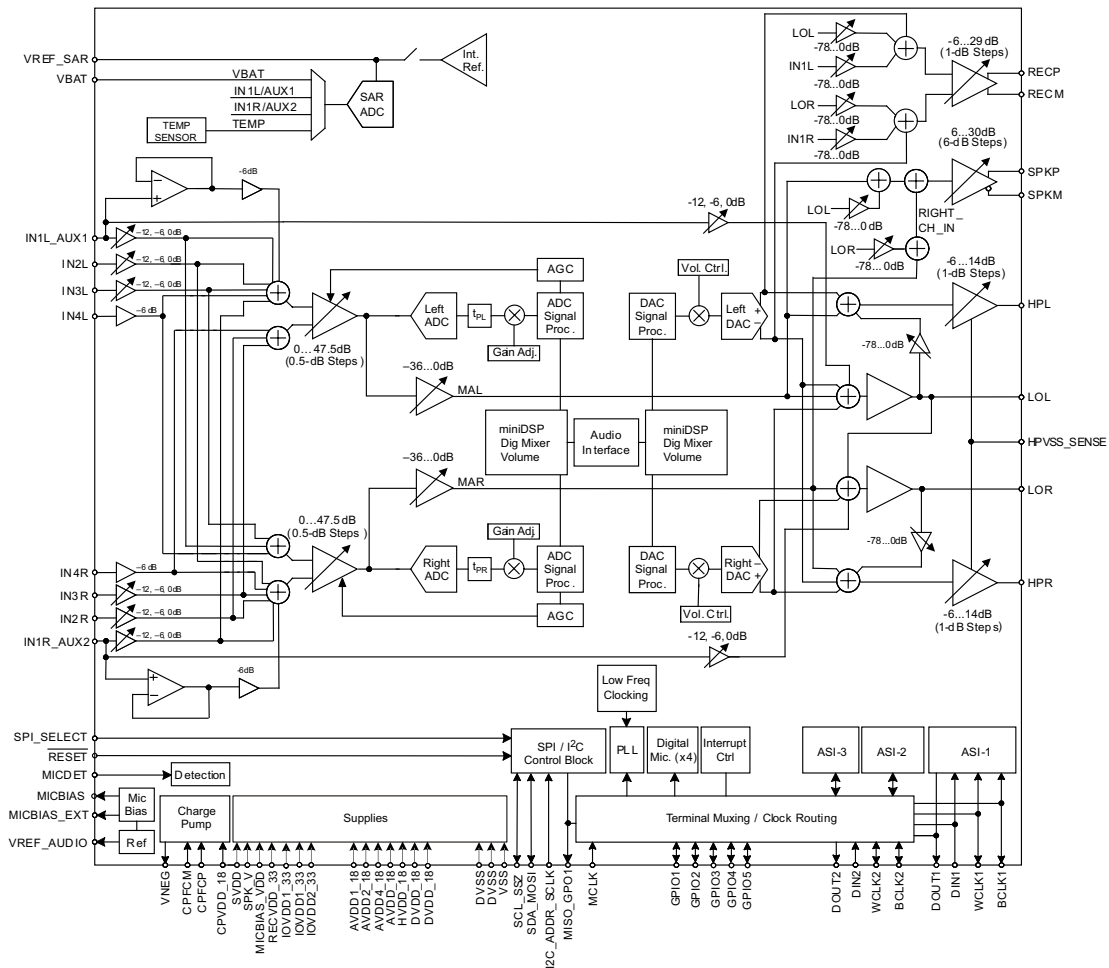 VREF_SAR
VBAT
VBAT
IN1L/AUX1
IN1R/AUX2
TEMP
TEMP
SENSOR
SAR
ADC
Int.
Ref.
LOL
-78...0dB
IN1L
-78...0dB
LOR
-78...0dB
IN1R
-78...0dB
-6...29dB
(1-dB Steps)
RECP
RECM
6...30dB
(6-dB Steps)
SPKP
SPKM
LOL
-78...0dB
RIGHT_
CH_IN
LOR
-78...0dB
-6dB
-12, -6, 0dB
IN1L_AUX1
–12, –6, 0dB
IN2L
–12, –6, 0dB
IN3L
–12, –6, 0dB
IN4L
–6dB
0...47.5dB
(0.5-dB Steps)
AGC
Left
ADC
tPL
Gain Adj.
ADC
Signal
Proc.
DAC
Signal
Proc.
Vol. Ctrl.
Left +
DAC –
-6...14dB
(1-dB Steps)
HPL
-78...0dB
–36...0dB
MAL
LOL
miniDSP
Dig Mixer
Volume
Audio
Interface
miniDSP
Dig Mixer
Volume
HPVSS_SENSE
–36...0dB
MAR
LOR
0...47.5dB
(0.5-dB Steps)
Gain Adj.
Right
ADC
tPR
ADC
Signal
Proc.
AGC
DAC
Signal
Proc.
Vol. Ctrl.
Right –
DAC +
-78...0dB
HPR
-6...14dB
(1-dB Steps)
IN4R
–6dB
IN3R
–12, –6, 0dB
IN2R
–12, –6, 0dB
IN1R_AUX2
–12, –6, 0dB
-12, -6, 0dB
-6dB
Low Freq
Clocking
SPI_SELECT
RESET
MICDET
Detection
MICBIAS
MICBIAS_EXT
VREF_AUDIO
Mic
Bias
Ref
Charge
Pump
Supplies
SPI / I²C
Control Block
PLL
Digital
Mic. (x4)
Interrupt
Ctrl
ASI-3
ASI-2
ASI-1
Terminal Muxing / Clock Routing
VNEG
CPFCM
CPFCP
CPVDD_18
SVDD
SPK_V
MICBIAS_VDD
RECVDD_33
IOVDD1_33
IOVDD1_33
IOVDD2_33
AVDD1_18
AVDD2_18
AVDD4_18
AVDD_18
HVDD_18
DVDD_18
DVDD_18
DVSS
DVSS
VSS
SCL_SSZ
SDA_MOSI
I2C_ADDR_SCLK
MISO_GPO1
MCLK
GPIO1
GPIO2
GPIO3
GPIO4
GPIO5
DOUT2
DIN2
WCLK2
BCLK2
DOUT1
DIN1
WCLK1
BCLK1